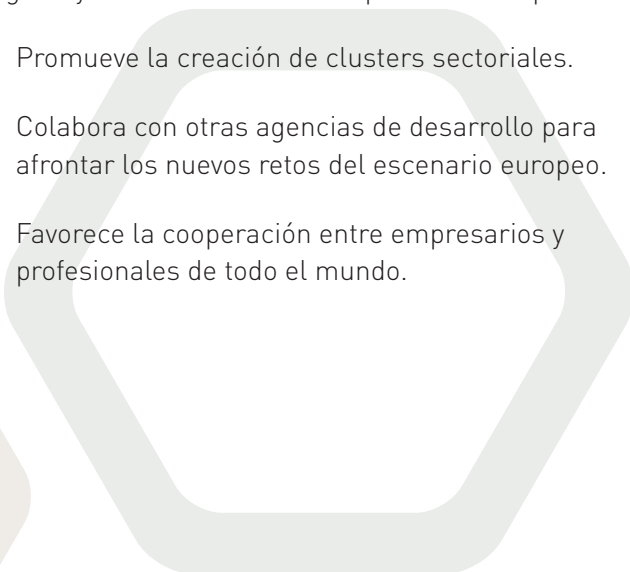 Promueve la creación de clusters sectoriales.
Colabora con otras agencias de desarrollo para
afrontar los nuevos retos del escenario europeo.
Favorece la cooperación entre empresarios y
profesionales de todo el mundo.